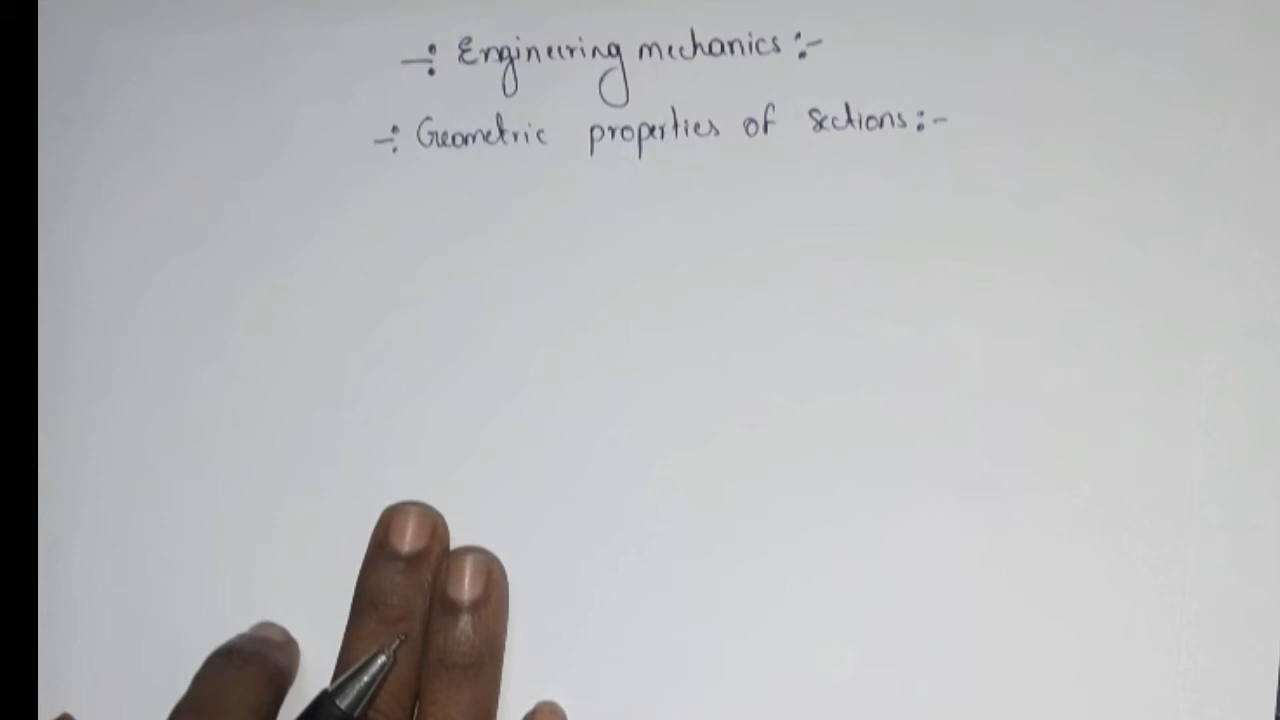 -: Engineering mechanics :-
-: Geometric properties of sections :-